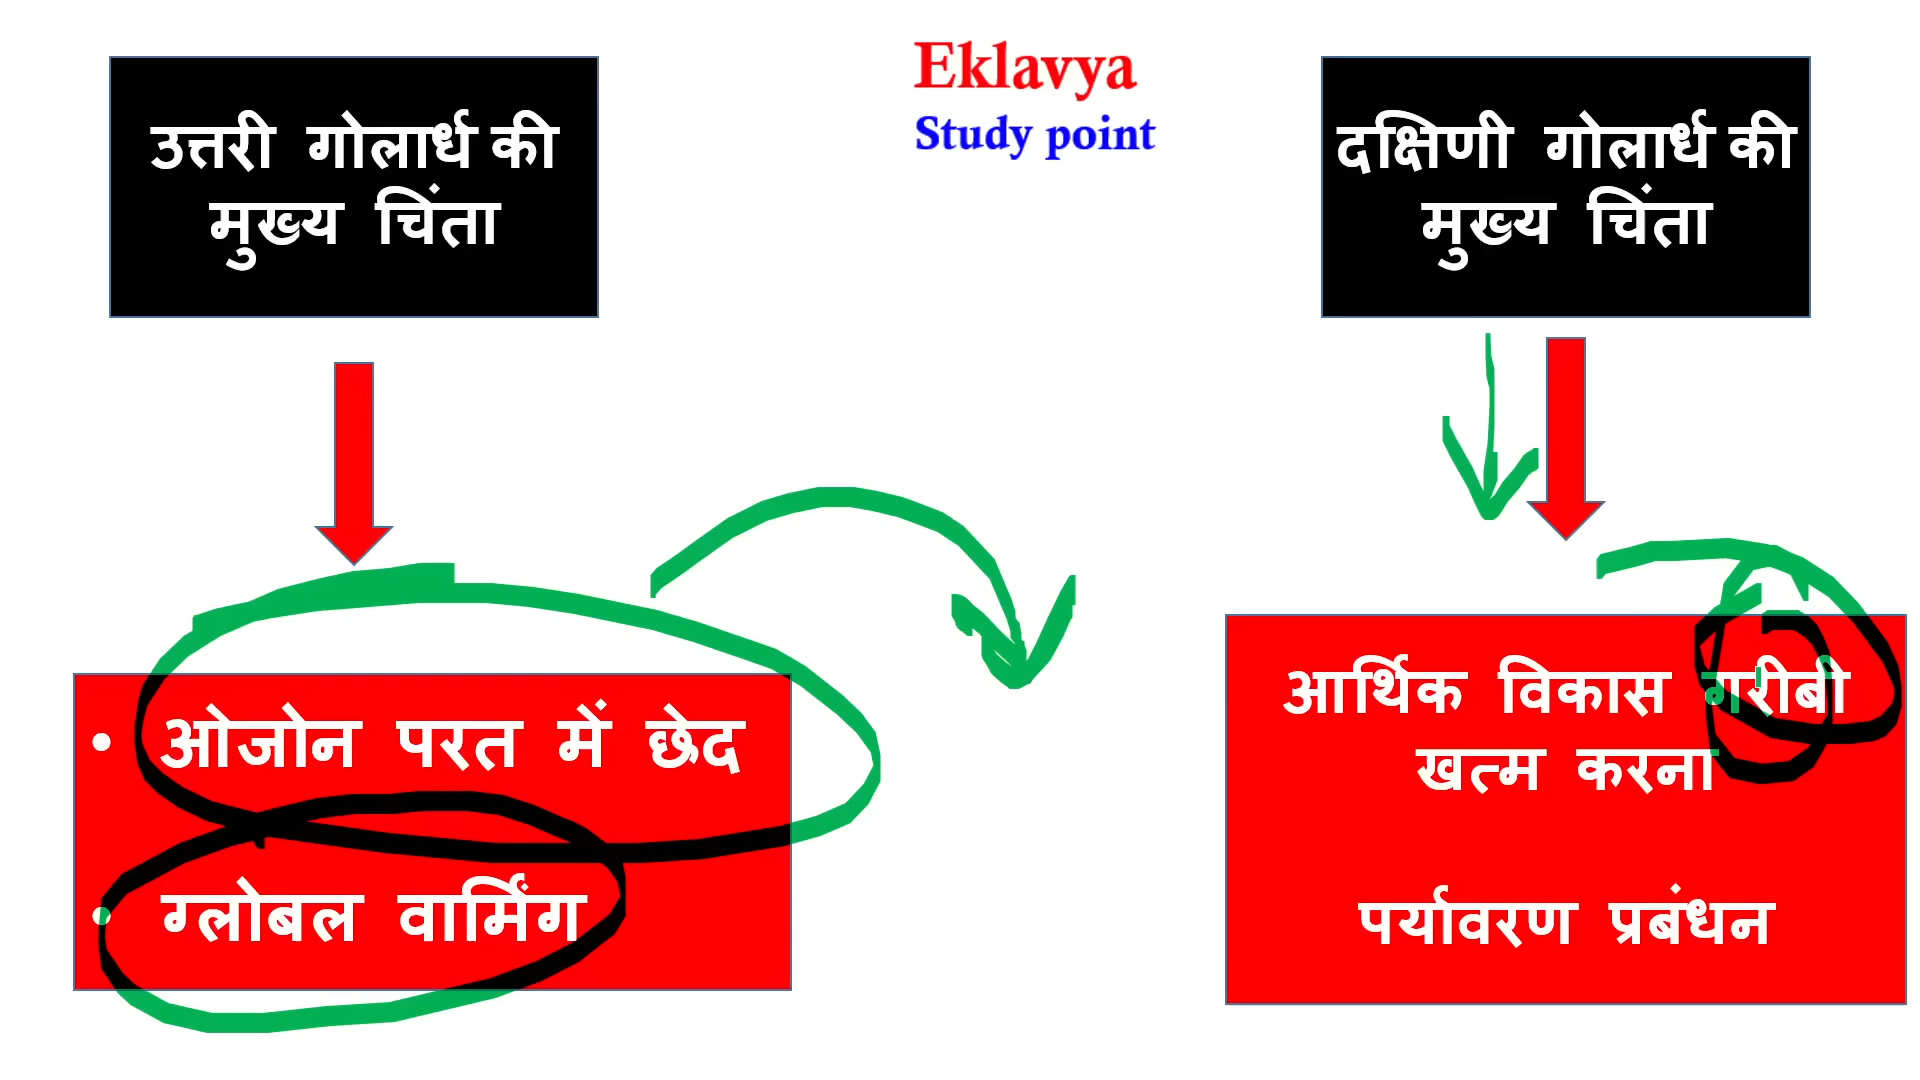 Eklavya
Study point
उत्तरी गोलार्ध की
मुख्य चिंता
दक्षिणी गोलार्ध की
मुख्य चिंता
• ओजोन परत में छेद
• ग्लोबल वार्मिंग
आर्थिक विकास गरीबी
खत्म करना
पर्यावरण प्रबंधन